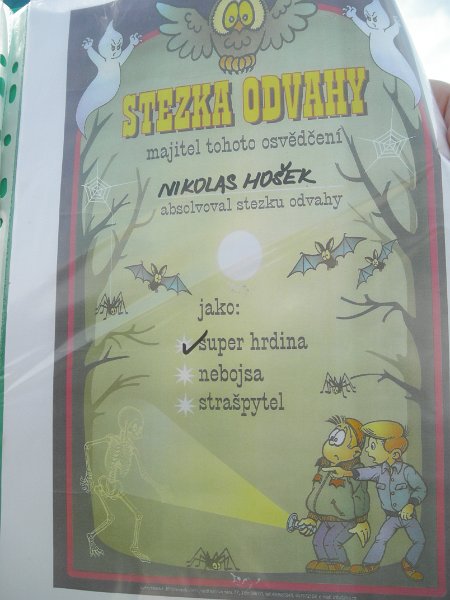 STEZKA ODVAHY
majitel tohoto osvědčení
NIKOLAS HOŠEK
absolvoval stezku odvahy
jako:
super hrdina
nebojsa
strašpytel